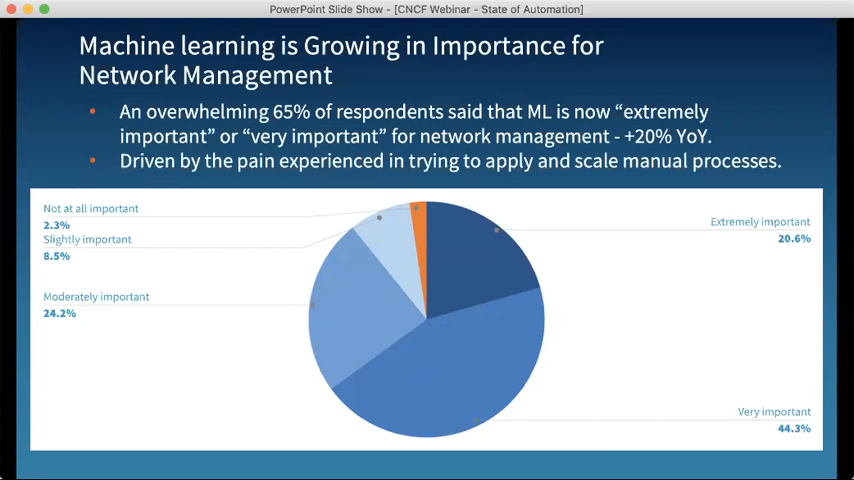 PowerPoint Slide Show - [CNCF Webinar - State of Automation]
Machine learning is Growing in Importance for
Network Management
• An overwhelming 65% of respondents said that ML is now “extremely
important” or “very important” for network management - +20% YoY.
• Driven by the pain experienced in trying to apply and scale manual processes.
Not at all important
2.3%
Slightly important
8.5%
Moderately important
24.2%
Extremely important
20.6%
Very important
44.3%